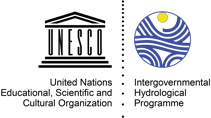 UNESCO
United Nations
Educational, Scientific and
Cultural Organization
Intergovernmental
Hydrological
Programme